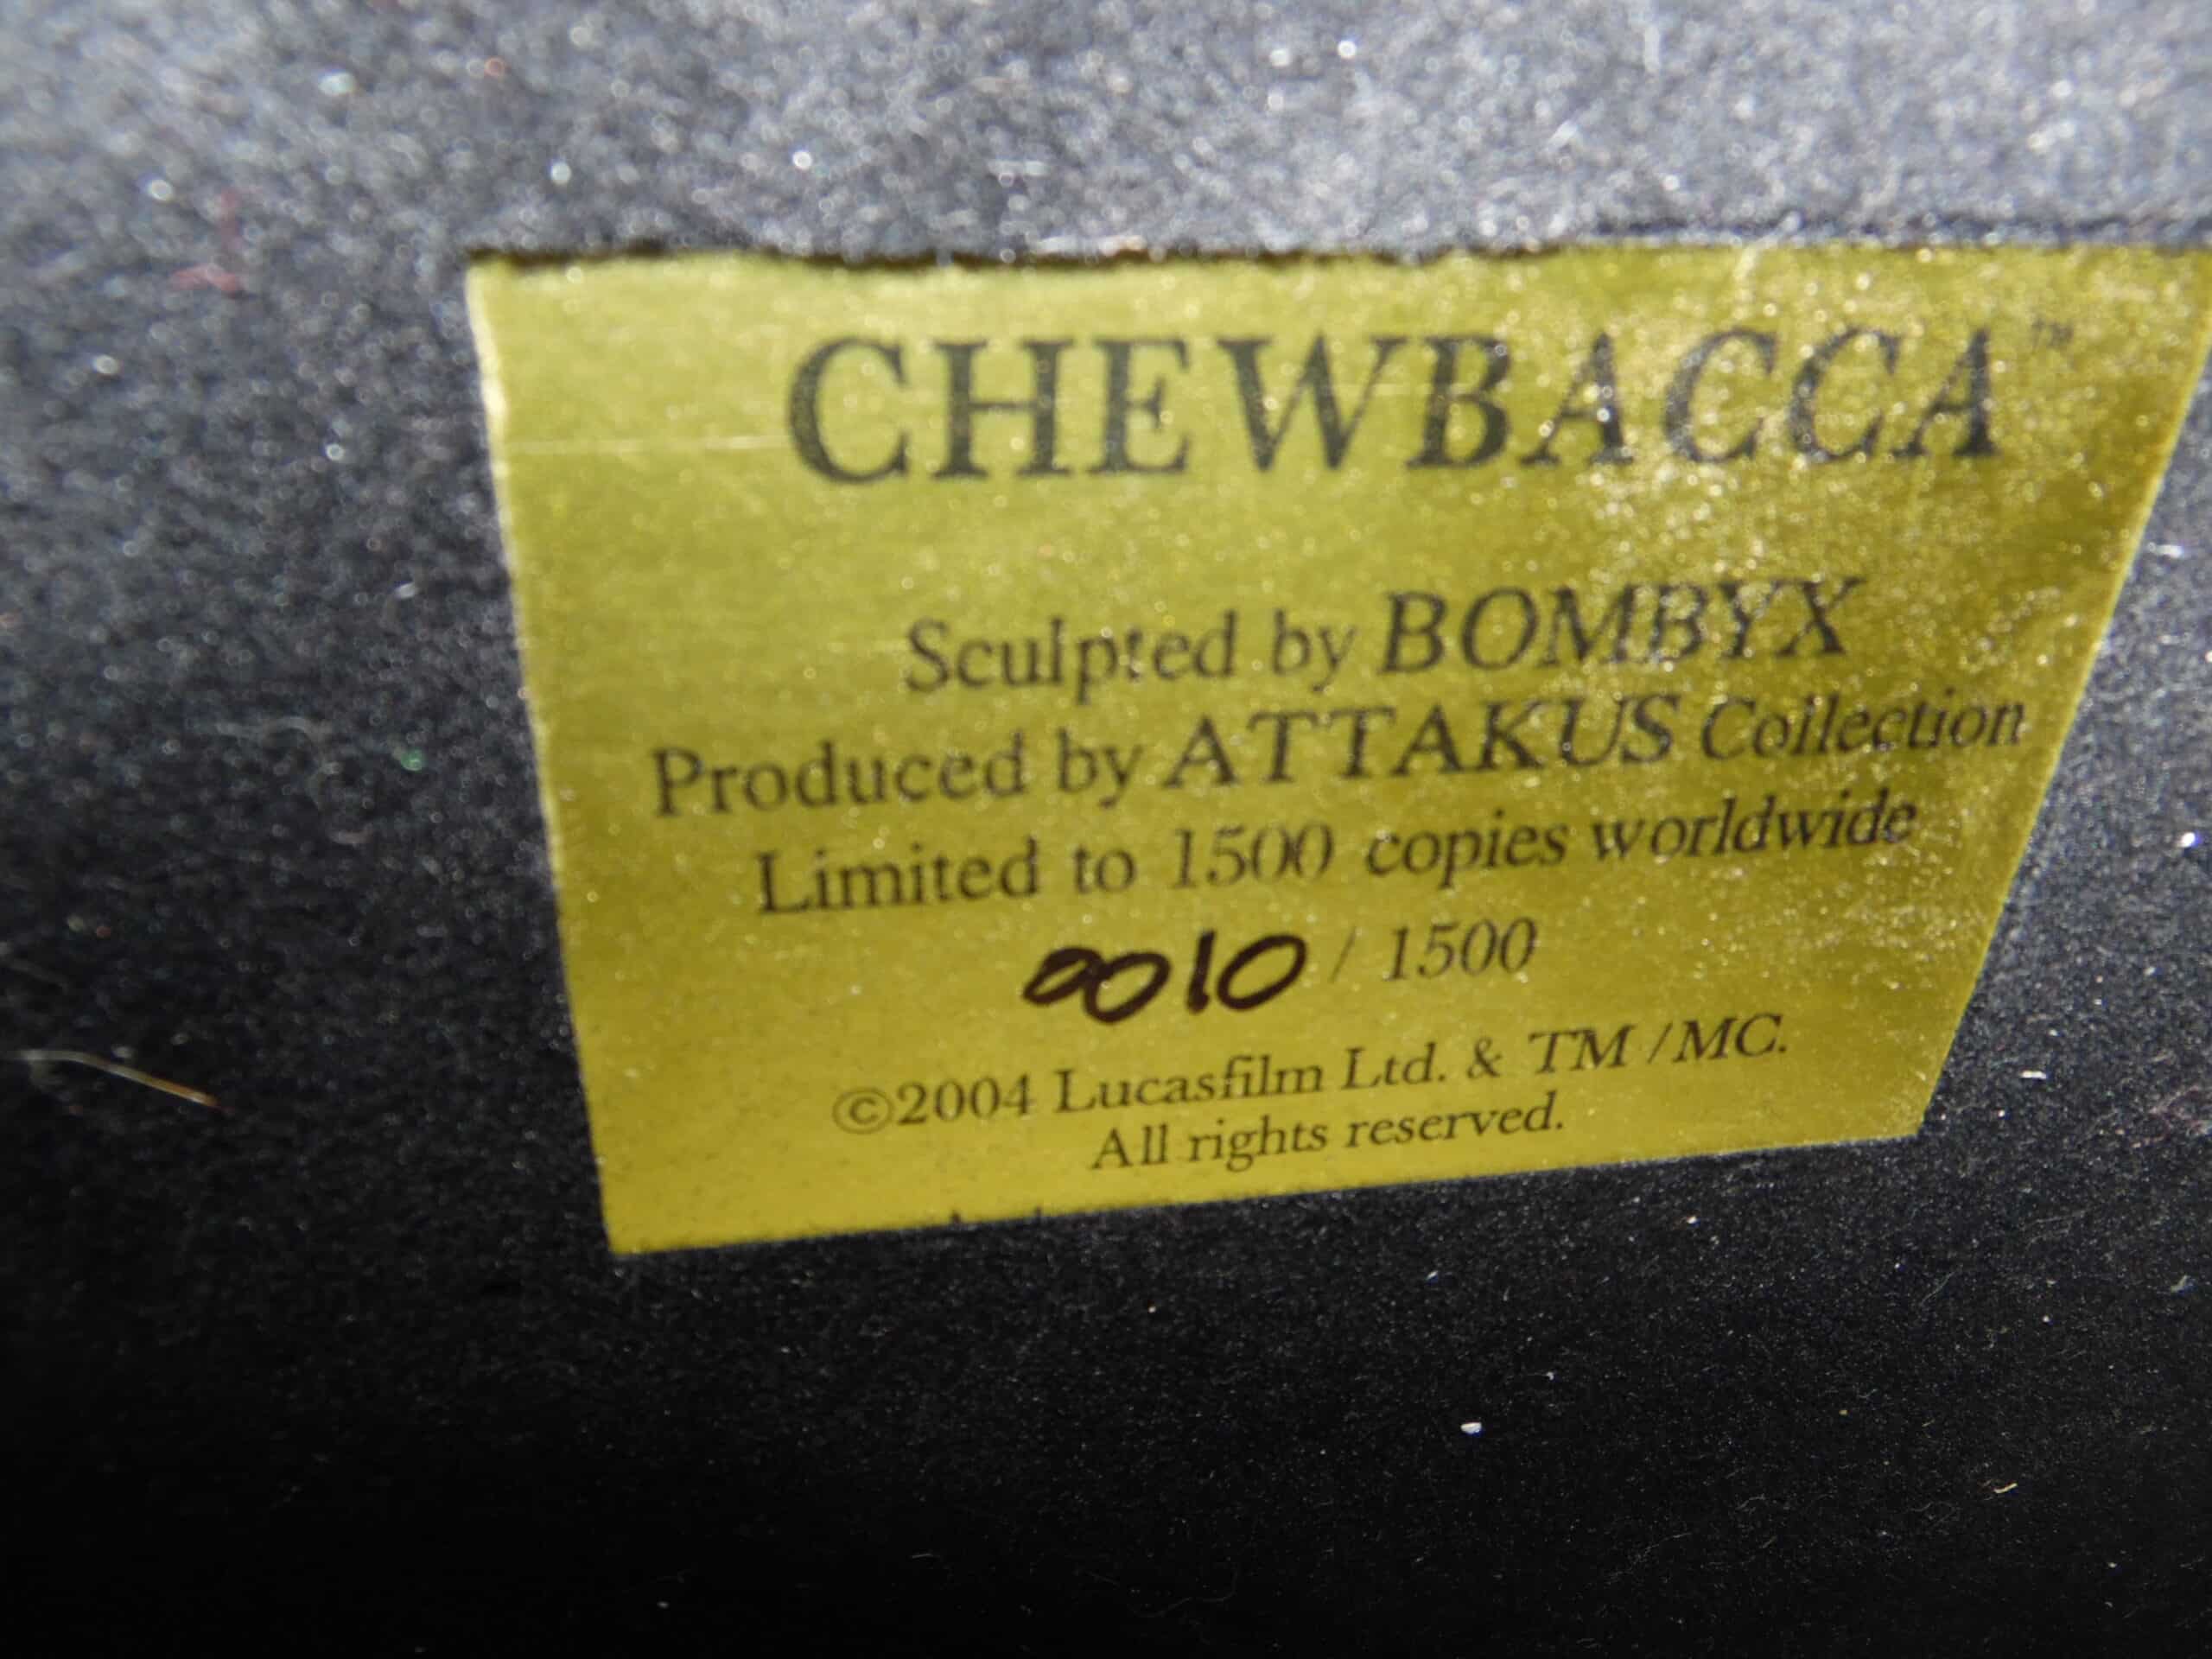 CHEWBACCA™
Sculpted by BOMBYX
Produced by ATTAKUS Collection
Limited to 1500 copies worldwide
0010 / 1500
©2004 Lucasfilm Ltd. & TM /MC.
All rights reserved.